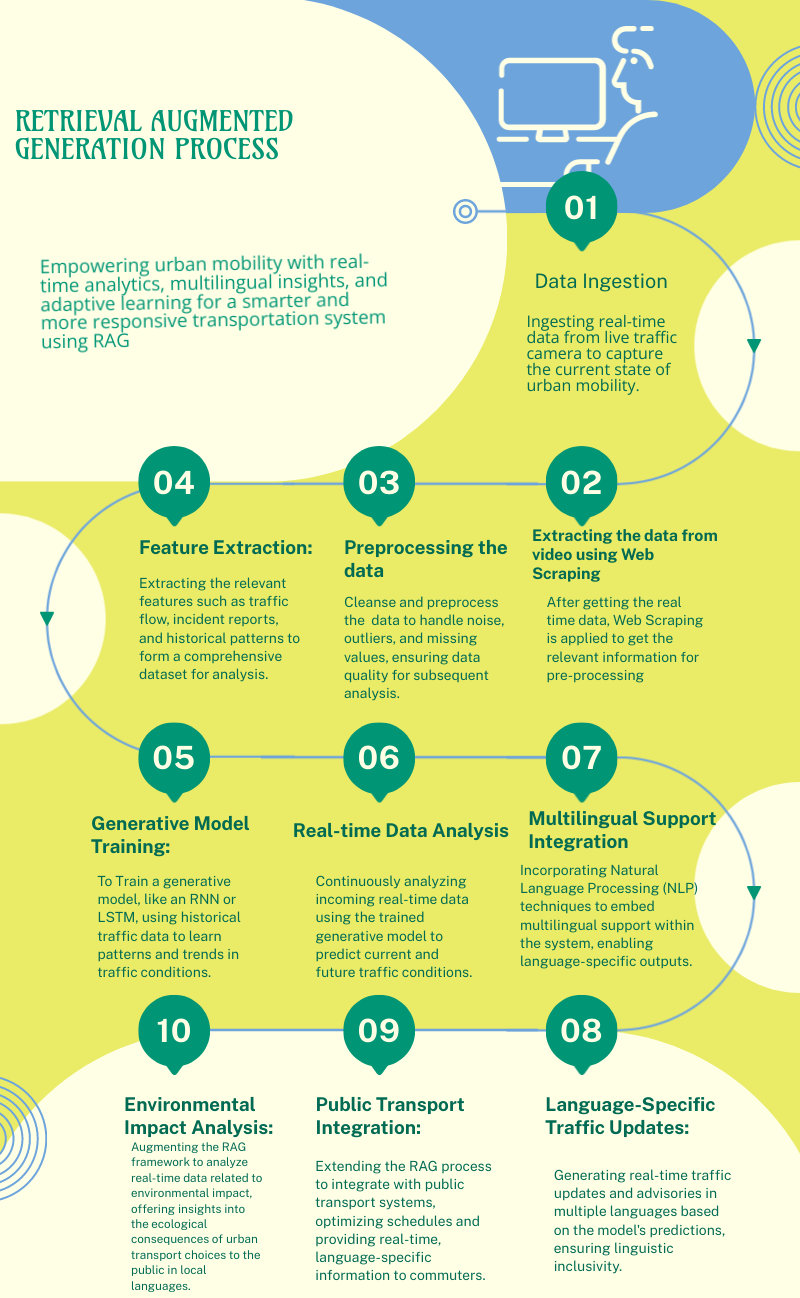 RETRIEVAL AUGMENTED
GENERATION PROCESS
Empowering urban mobility with real-
time analytics, multilingual insights, and
adaptive learning for a smarter and
more responsive transportation system
using RAG
01
Data Ingestion
Ingesting real-time
data from live traffic
camera to capture
the current state of
urban mobility.
02
Extracting the data from
video using Web
Scraping
After getting the real
time data, Web Scraping
is applied to get the
relevant information for
pre-processing
03
Preprocessing the
data
Cleanse and preprocess
the  data to handle noise,
outliers, and missing
values, ensuring data
quality for subsequent
analysis.
04
Feature Extraction:
Extracting the relevant
features such as traffic
flow, incident reports,
and historical patterns to
form a comprehensive
dataset for analysis.
05
Generative Model
Training:
To Train a generative
model, like an RNN or
LSTM, using historical
traffic data to learn
patterns and trends in
traffic conditions.
06
Real-time Data Analysis
Continuously analyzing
incoming real-time data
using the trained
generative model to
predict current and
future traffic conditions.
07
Multilingual Support
Integration
Incorporating Natural
Language Processing (NLP)
techniques to embed
multilingual support within
the system, enabling
language-specific outputs.
08
Language-Specific
Traffic Updates:
Generating real-time traffic
updates and advisories in
multiple languages based
on the model's predictions,
ensuring linguistic
inclusivity.
09
Public Transport
Integration:
Extending the RAG process
to integrate with public
transport systems,
optimizing schedules and
providing real-time,
language-specific
information to commuters.
10
Environmental
Impact Analysis:
Augmenting the RAG
framework to analyze
real-time data related to
environmental impact,
offering insights into
the ecological
consequences of urban
transport choices to the
public in local
languages.